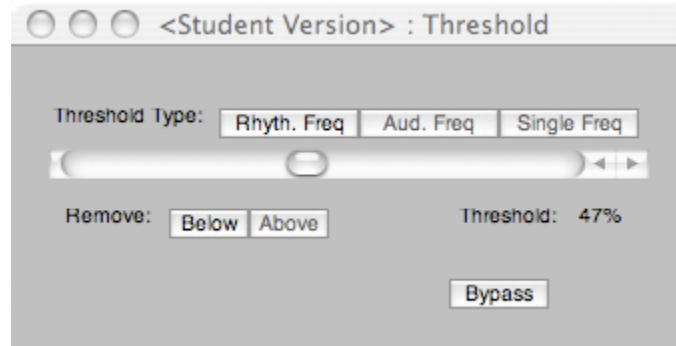 <Student Version> : Threshold
Threshold Type: Rhyth. Freq Aud. Freq Single Freq
Remove: Below Above Threshold: 47%
Bypass